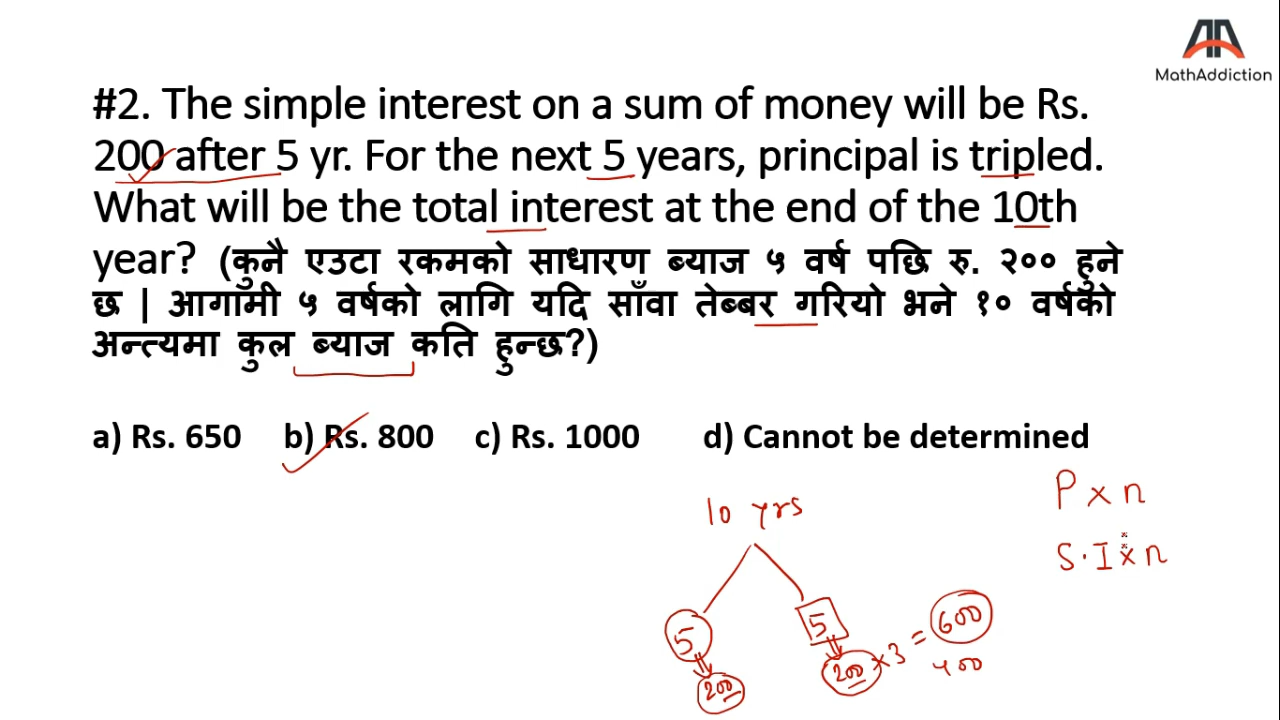 MathAddiction
#2. The simple interest on a sum of money will be Rs.
200 after 5 yr. For the next 5 years, principal is tripled.
What will be the total interest at the end of the 10th
year? (कुनै एउटा रकमको साधारण ब्याज ५ वर्ष पछि रु. २०० हुने
छ | आगामी ५ वर्षको लागि यदि साँवा तेब्बर गरियो भने १० वर्षको
अन्त्यमा कुल ब्याज कति हुन्छ?)
a) Rs. 650 b) Rs. 800 c) Rs. 1000 d) Cannot be determined
P x n
S.I x n
10 yrs
5 5
200 200 x 3 = 600
400